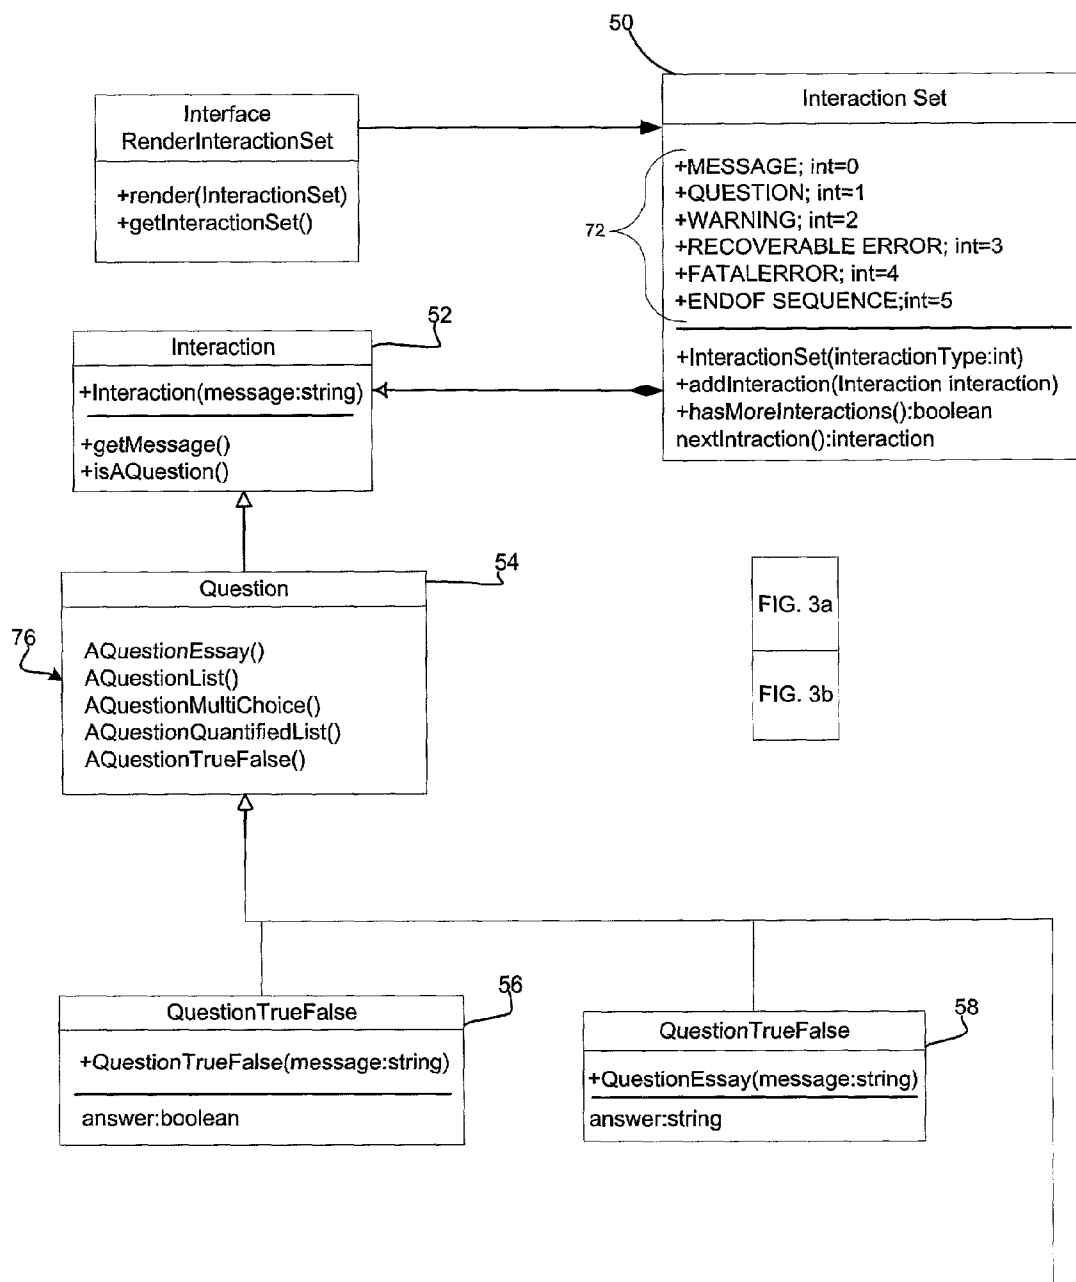 50
Interface
RenderInteractionSet
+render(InteractionSet)
+getInteractionSet()
Interaction Set
+MESSAGE; int=0
+QUESTION; int=1
+WARNING; int=2
+RECOVERABLE ERROR; int=3
+FATALERROR; int=4
+ENDOF SEQUENCE;int=5
72
+InteractionSet(interactionType:int)
+addInteraction(Interaction interaction)
+hasMoreInteractions():boolean
nextIntraction():interaction
52
Interaction
+Interaction(message:string)
+getMessage()
+isAQuestion()
54
Question
76
AQuestionEssay()
AQuestionList()
AQuestionMultiChoice()
AQuestionQuantifiedList()
AQuestionTrueFalse()
FIG. 3a
FIG. 3b
56
QuestionTrueFalse
+QuestionTrueFalse(message:string)
answer:boolean
58
QuestionTrueFalse
+QuestionEssay(message:string)
answer:string